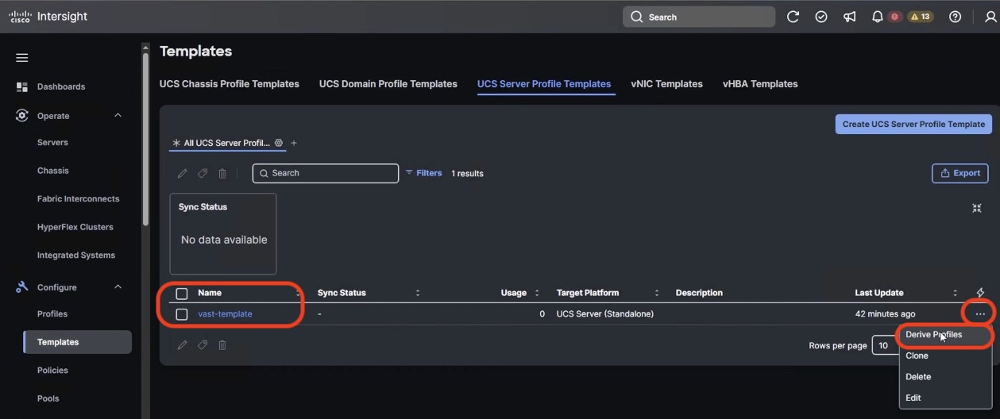 cisco Intersight
Search
13
Dashboards
Operate
Servers
Chassis
Fabric Interconnects
HyperFlex Clusters
Integrated Systems
Configure
Profiles
Templates
Policies
Pools
Templates
UCS Chassis Profile Templates UCS Domain Profile Templates UCS Server Profile Templates vNIC Templates vHBA Templates
Create UCS Server Profile Template
All UCS Server Profil... +
Search Filters 1 results Export
Sync Status
No data available
Name Sync Status Usage Target Platform Description Last Update
vast-template - 0 UCS Server (Standalone) 42 minutes ago ...
Rows per page 10
Derive Profiles
Clone
Delete
Edit